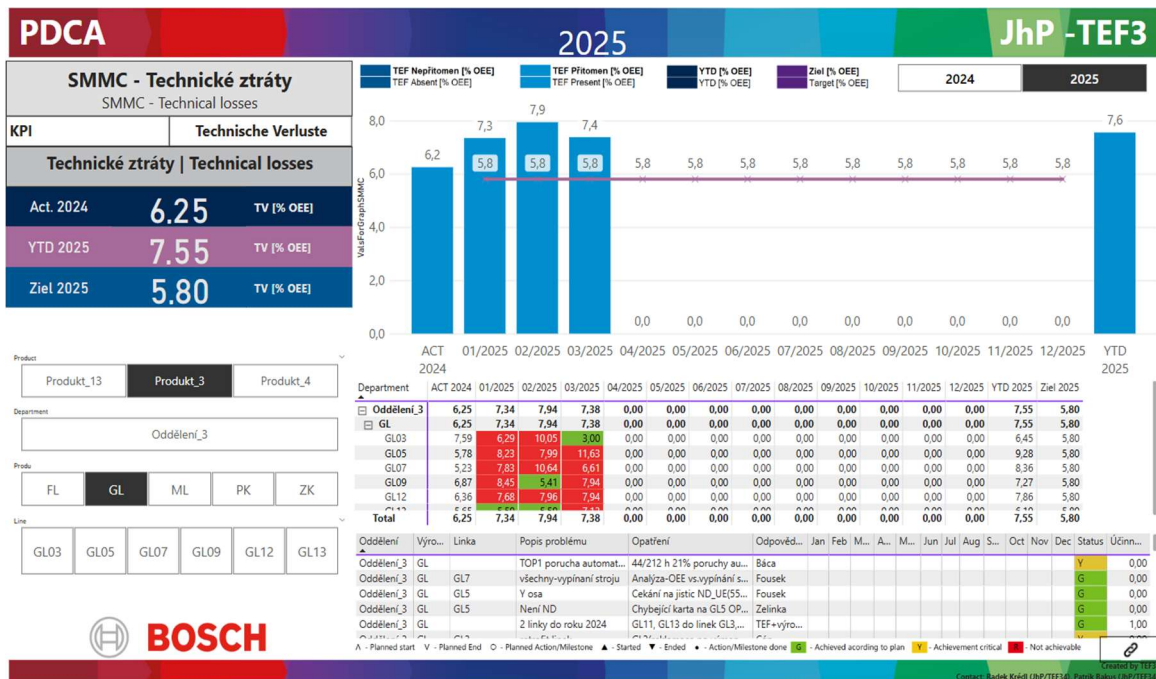 PDCA
2025
JhP -TEF3
SMMC - Technické ztráty
SMMC - Technical losses
KPI Technische Verluste
Technické ztráty | Technical losses
Act. 2024 6.25 TV [% OEE]
YTD 2025 7.55 TV [% OEE]
Ziel 2025 5.80 TV [% OEE]
TEF Nepřitomen [% OEE] TEF Přítomen [% OEE] YTD [% OEE] Ziel [% OEE]
TEF Absent [% OEE] TEF Present [% OEE] YTD [% OEE] Target [% OEE]
2024 2025
ValsForGraphSMMC
8,0
6,0
4,0
2,0
0,0
6,2 7,3 7,9 7,4 7,6
5,8 5,8 5,8 5,8 5,8 5,8 5,8 5,8 5,8 5,8 5,8 5,8
0,0 0,0 0,0 0,0 0,0 0,0 0,0 0,0 0,0
ACT 2024 01/2025 02/2025 03/2025 04/2025 05/2025 06/2025 07/2025 08/2025 09/2025 10/2025 11/2025 12/2025 YTD 2025
Product
Produkt_13 Produkt_3 Produkt_4
Department
Oddělení_3
Produ
FL GL ML PK ZK
Line
GL03 GL05 GL07 GL09 GL12 GL13
BOSCH
Department ACT 2024 01/2025 02/2025 03/2025 04/2025 05/2025 06/2025 07/2025 08/2025 09/2025 10/2025 11/2025 12/2025 YTD 2025 Ziel 2025
Oddělení_3 6,25 7,34 7,94 7,38 0,00 0,00 0,00 0,00 0,00 0,00 0,00 0,00 0,00 7,55 5,80
GL 6,25 7,34 7,94 7,38 0,00 0,00 0,00 0,00 0,00 0,00 0,00 0,00 0,00 7,55 5,80
GL03 7,59 6,29 10,05 3,00 0,00 0,00 0,00 0,00 0,00 0,00 0,00 0,00 0,00 6,45 5,80
GL05 5,78 8,23 7,99 11,63 0,00 0,00 0,00 0,00 0,00 0,00 0,00 0,00 0,00 9,28 5,80
GL07 5,23 7,83 10,64 6,61 0,00 0,00 0,00 0,00 0,00 0,00 0,00 0,00 0,00 8,36 5,80
GL09 6,87 8,45 5,41 7,94 0,00 0,00 0,00 0,00 0,00 0,00 0,00 0,00 0,00 7,27 5,80
GL12 6,36 7,68 7,96 7,94 0,00 0,00 0,00 0,00 0,00 0,00 0,00 0,00 0,00 7,86 5,80
Total 6,25 7,34 7,94 7,38 0,00 0,00 0,00 0,00 0,00 0,00 0,00 0,00 0,00 7,55 5,80
Oddělení Výro... Linka Popis problému Opatření Odpověd... Jan Feb M... A... M... Jun Jul Aug S... Oct Nov Dec Status Účinn...
Oddělení_3 GL TOP1 porucha automat... 44/212 h 21% poruchy au... Báca Y 0,00
Oddělení_3 GL GL7 všechny-vypínaní stroju Analýza-OEE vs.vypínání s... Fousek G 0,00
Oddělení_3 GL GL5 Y osa Cekání na jistic ND_UE(55... Fousek G 0,00
Oddělení_3 GL GL5 Není ND Chybející karta na GL5 OP... Zelinka G 0,00
Oddělení_3 GL 2 linky do roku 2024 GL11, GL13 do linek GL3,... TEF+výro... G 1,00
Λ - Planned start V - Planned End O - Planned Action/Milestone ▲ - Started ▼ - Ended • - Action/Milestone done G - Achieved acording to plan Y - Achievement critical R - Not achievable
Created by TEF3
Contact: Radek Krédl (JhP/TEF34), Patrik Rakus (JhP/TEF34)